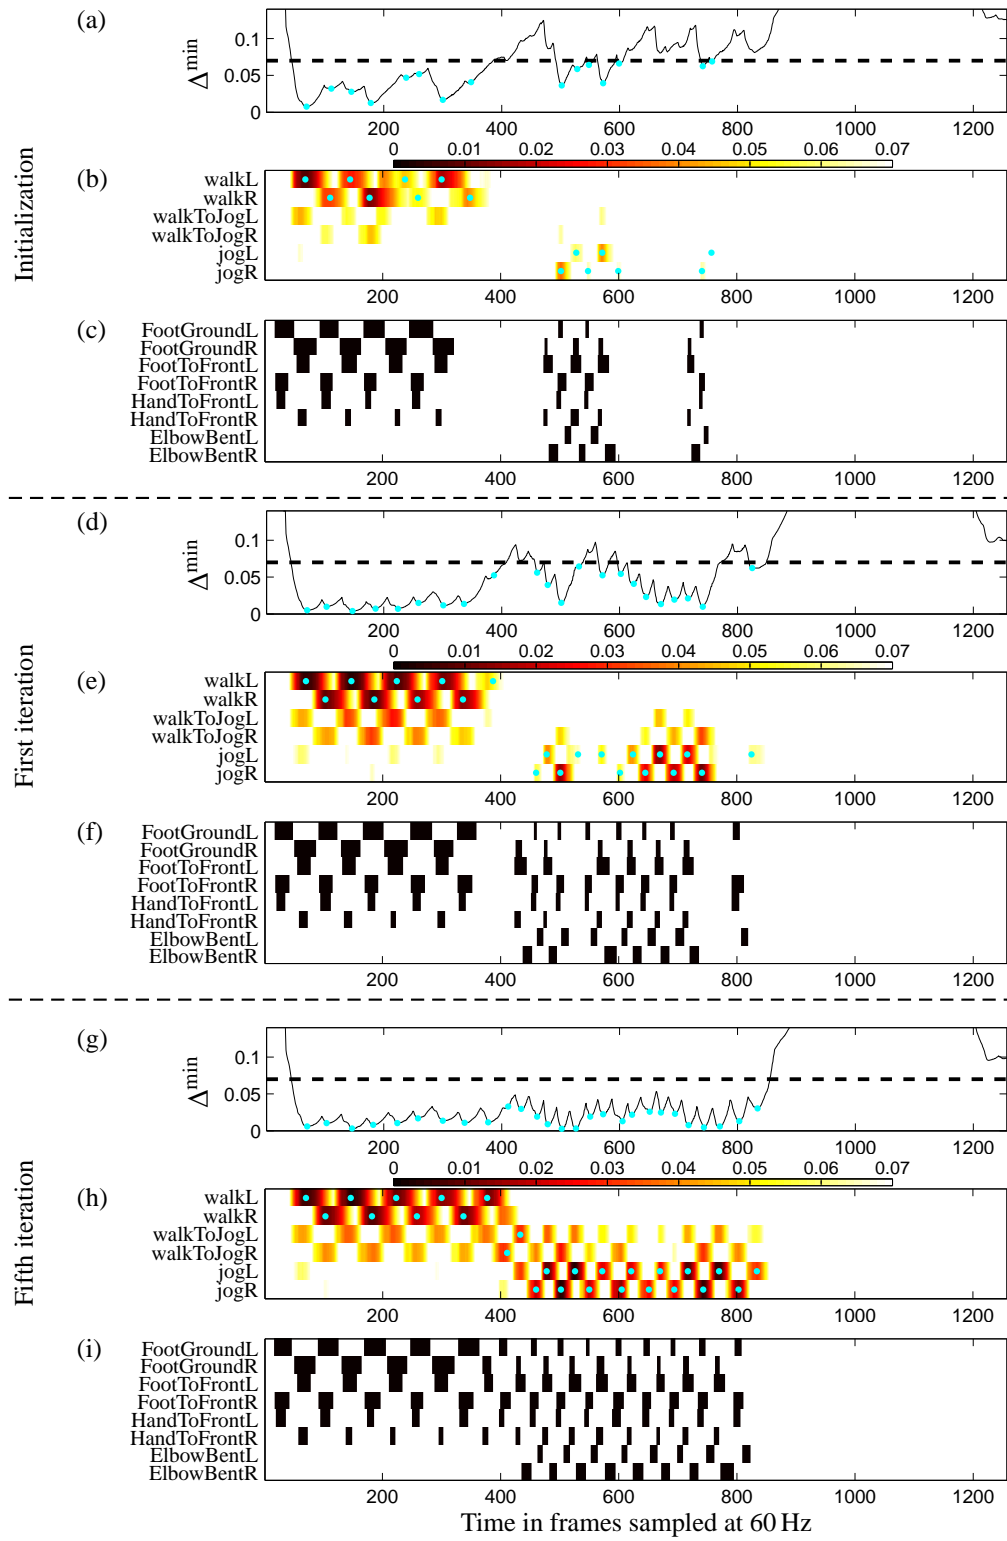 Initialization
(a)
Δmin
0.1
0.05
0
200 400 600 800 1000 1200
0 0.01 0.02 0.03 0.04 0.05 0.06 0.07
(b)
walkL
walkR
walkToJogL
walkToJogR
jogL
jogR
200 400 600 800 1000 1200
(c)
FootGroundL
FootGroundR
FootToFrontL
FootToFrontR
HandToFrontL
HandToFrontR
ElbowBentL
ElbowBentR
200 400 600 800 1000 1200
First iteration
(d)
Δmin
0.1
0.05
0
200 400 600 800 1000 1200
0 0.01 0.02 0.03 0.04 0.05 0.06 0.07
(e)
walkL
walkR
walkToJogL
walkToJogR
jogL
jogR
200 400 600 800 1000 1200
(f)
FootGroundL
FootGroundR
FootToFrontL
FootToFrontR
HandToFrontL
HandToFrontR
ElbowBentL
ElbowBentR
200 400 600 800 1000 1200
Fifth iteration
(g)
Δmin
0.1
0.05
0
200 400 600 800 1000 1200
0 0.01 0.02 0.03 0.04 0.05 0.06 0.07
(h)
walkL
walkR
walkToJogL
walkToJogR
jogL
jogR
200 400 600 800 1000 1200
(i)
FootGroundL
FootGroundR
FootToFrontL
FootToFrontR
HandToFrontL
HandToFrontR
ElbowBentL
ElbowBentR
200 400 600 800 1000 1200
Time in frames sampled at 60 Hz